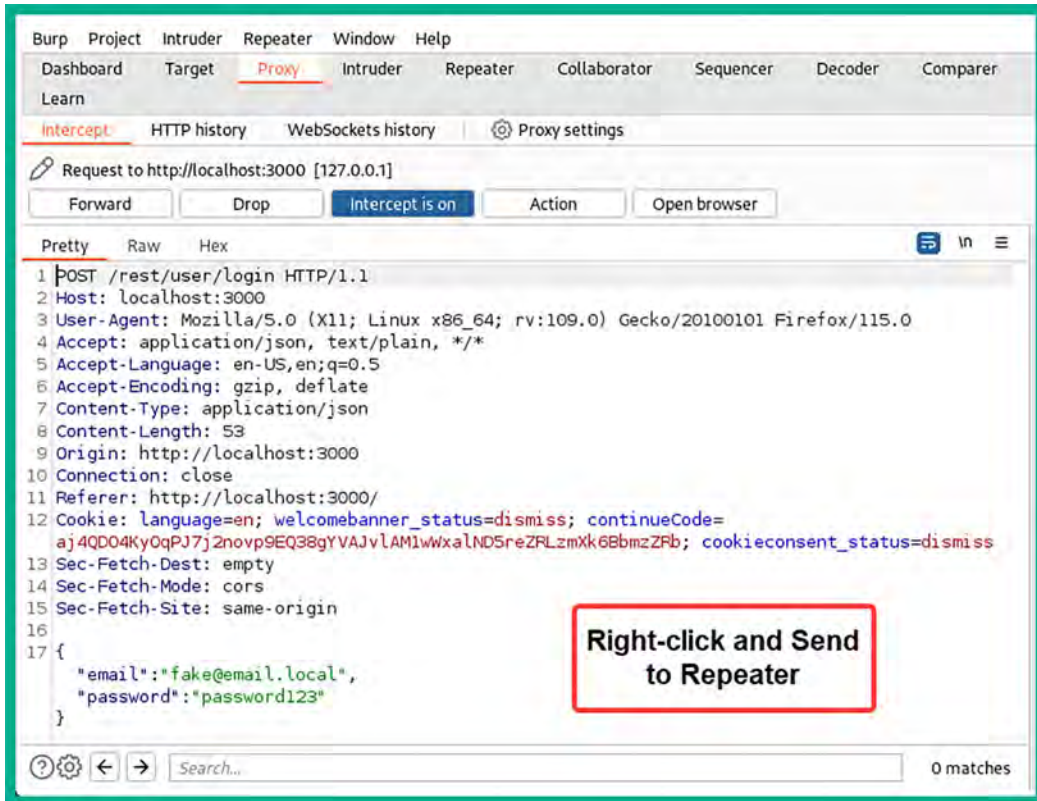 Burp Project Intruder Repeater Window Help
Dashboard Target Proxy Intruder Repeater Collaborator Sequencer Decoder Comparer
Learn
Intercept HTTP history WebSockets history Proxy settings
Request to http://localhost:3000 [127.0.0.1]
Forward Drop Intercept is on Action Open browser
Pretty Raw Hex \n
1 POST /rest/user/login HTTP/1.1
2 Host: localhost:3000
3 User-Agent: Mozilla/5.0 (X11; Linux x86_64; rv:109.0) Gecko/20100101 Firefox/115.0
4 Accept: application/json, text/plain, */*
5 Accept-Language: en-US,en;q=0.5
6 Accept-Encoding: gzip, deflate
7 Content-Type: application/json
8 Content-Length: 53
9 Origin: http://localhost:3000
10 Connection: close
11 Referer: http://localhost:3000/
12 Cookie: language=en; welcomebanner_status=dismiss; continueCode=
aj4QDO4KyOqPJ7j2novp9EQ38gYVAJvlAM1wWxalND5reZRLzmXk6BbmzZRb; cookieconsent_status=dismiss
13 Sec-Fetch-Dest: empty
14 Sec-Fetch-Mode: cors
15 Sec-Fetch-Site: same-origin
16
17 {
"email":"fake@email.local",
"password":"password123"
}
Right-click and Send
to Repeater
Search...
0 matches